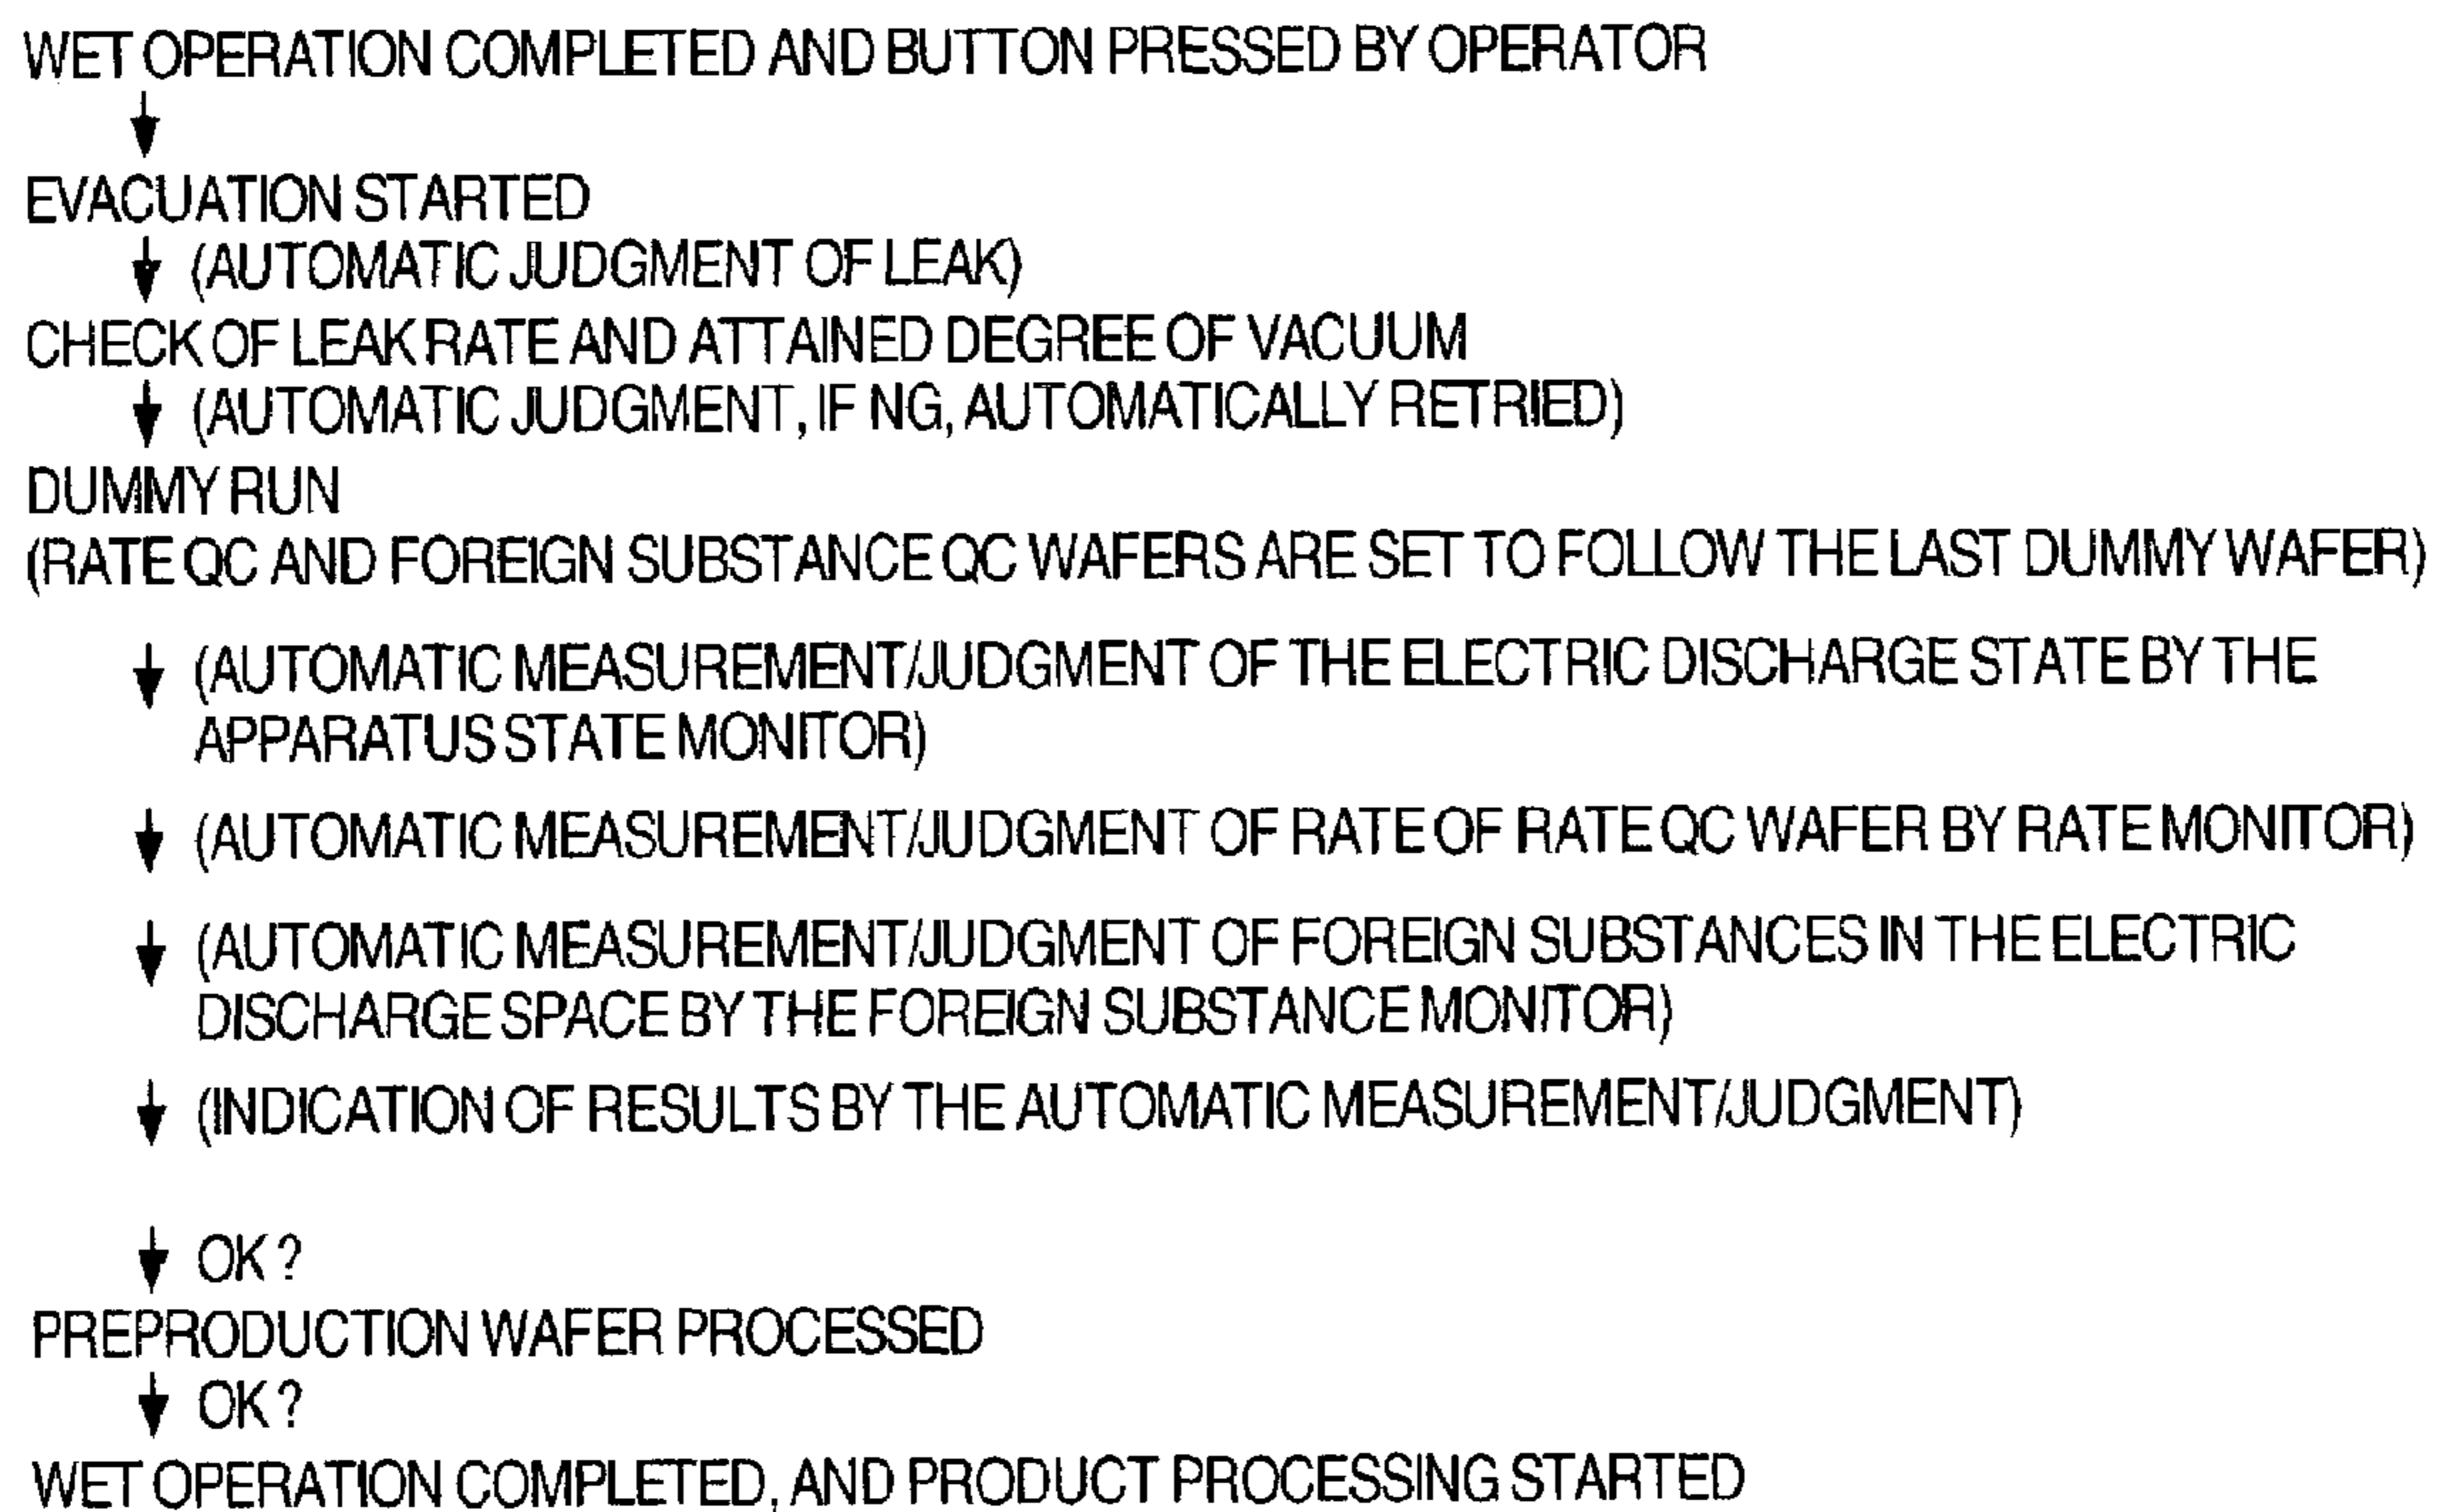 WET OPERATION COMPLETED AND BUTTON PRESSED BY OPERATOR
EVACUATION STARTED
(AUTOMATIC JUDGMENT OF LEAK)
CHECK OF LEAK RATE AND ATTAINED DEGREE OF VACUUM
(AUTOMATIC JUDGMENT, IF NG, AUTOMATICALLY RETRIED)
DUMMY RUN
(RATE QC AND FOREIGN SUBSTANCE QC WAFERS ARE SET TO FOLLOW THE LAST DUMMY WAFER)
(AUTOMATIC MEASUREMENT/JUDGMENT OF THE ELECTRIC DISCHARGE STATE BY THE
APPARATUS STATE MONITOR)
(AUTOMATIC MEASUREMENT/JUDGMENT OF RATE OF RATE QC WAFER BY RATE MONITOR)
(AUTOMATIC MEASUREMENT/JUDGMENT OF FOREIGN SUBSTANCES IN THE ELECTRIC
DISCHARGE SPACE BY THE FOREIGN SUBSTANCE MONITOR)
(INDICATION OF RESULTS BY THE AUTOMATIC MEASUREMENT/JUDGMENT)
OK?
PREPRODUCTION WAFER PROCESSED
OK?
WET OPERATION COMPLETED, AND PRODUCT PROCESSING STARTED